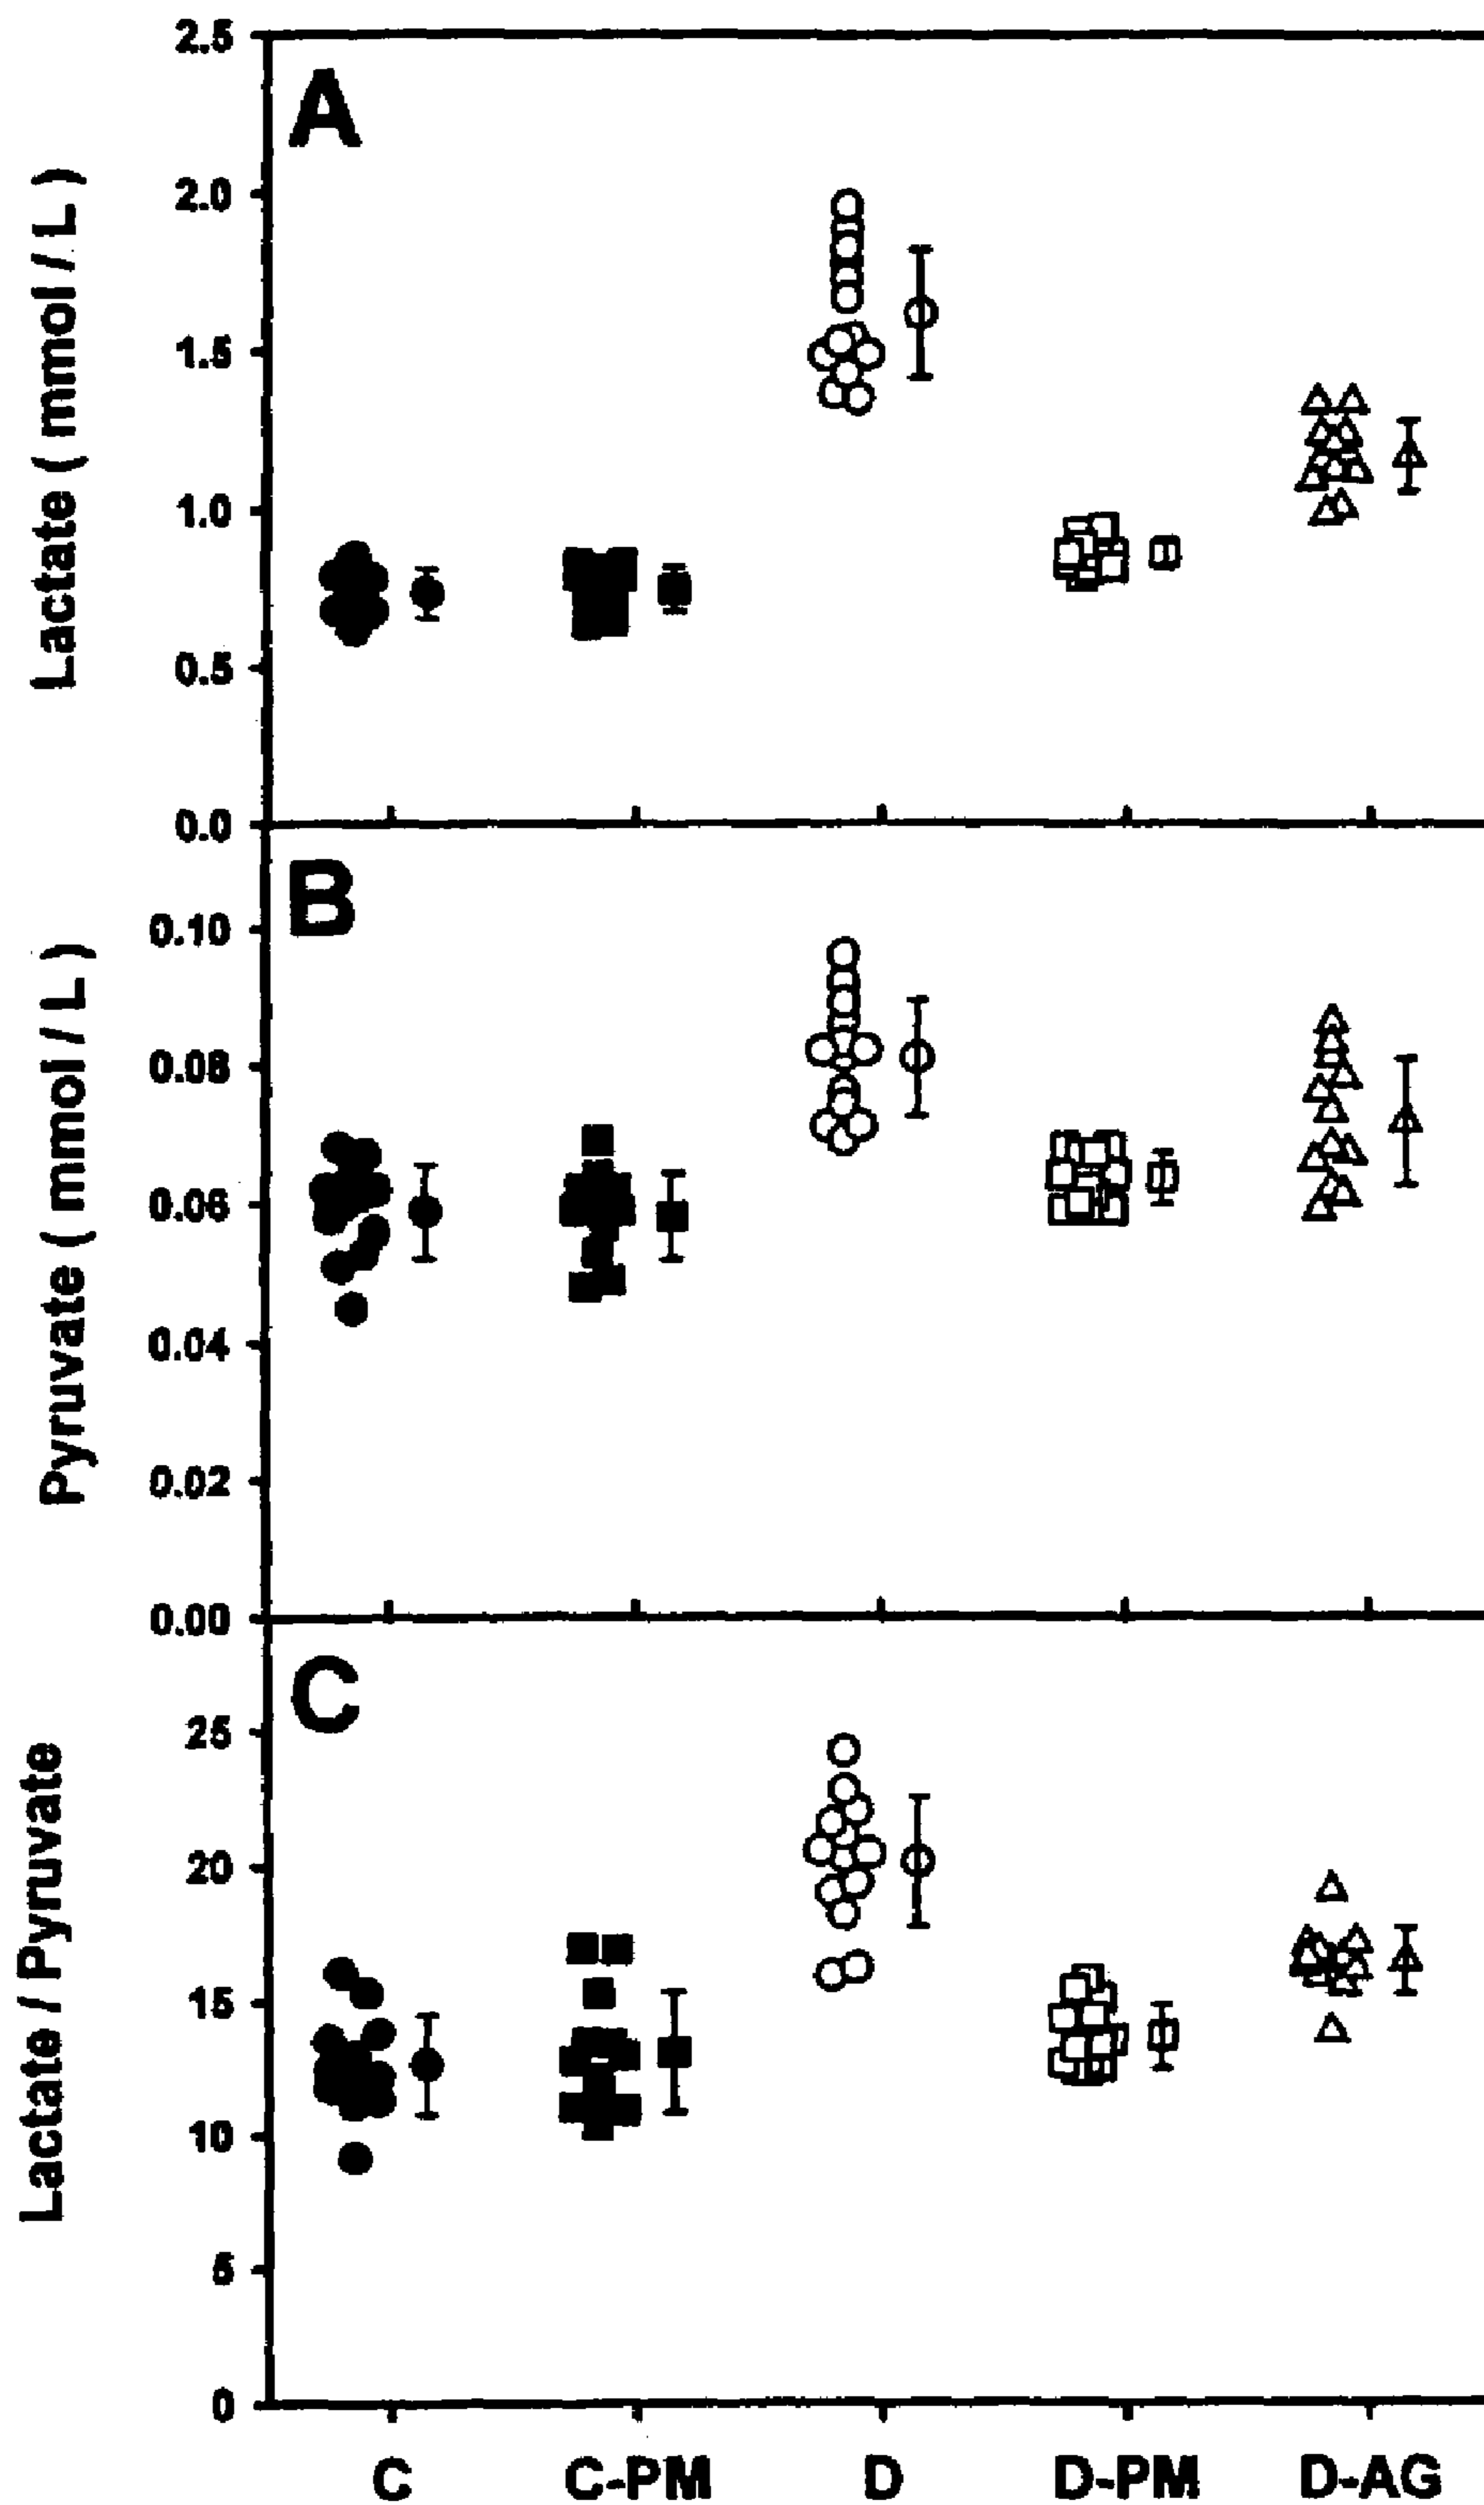 2.5
A
2.0
1.5
1.0
0.5
0.0
Lactate ( mmol / L )
B
0.10
0.08
0.06
0.04
0.02
0.00
Pyruvate ( mmol / L )
C
25
20
15
10
5
0
Lactate / Pyruvate
C C-PM D D-PM D-AG